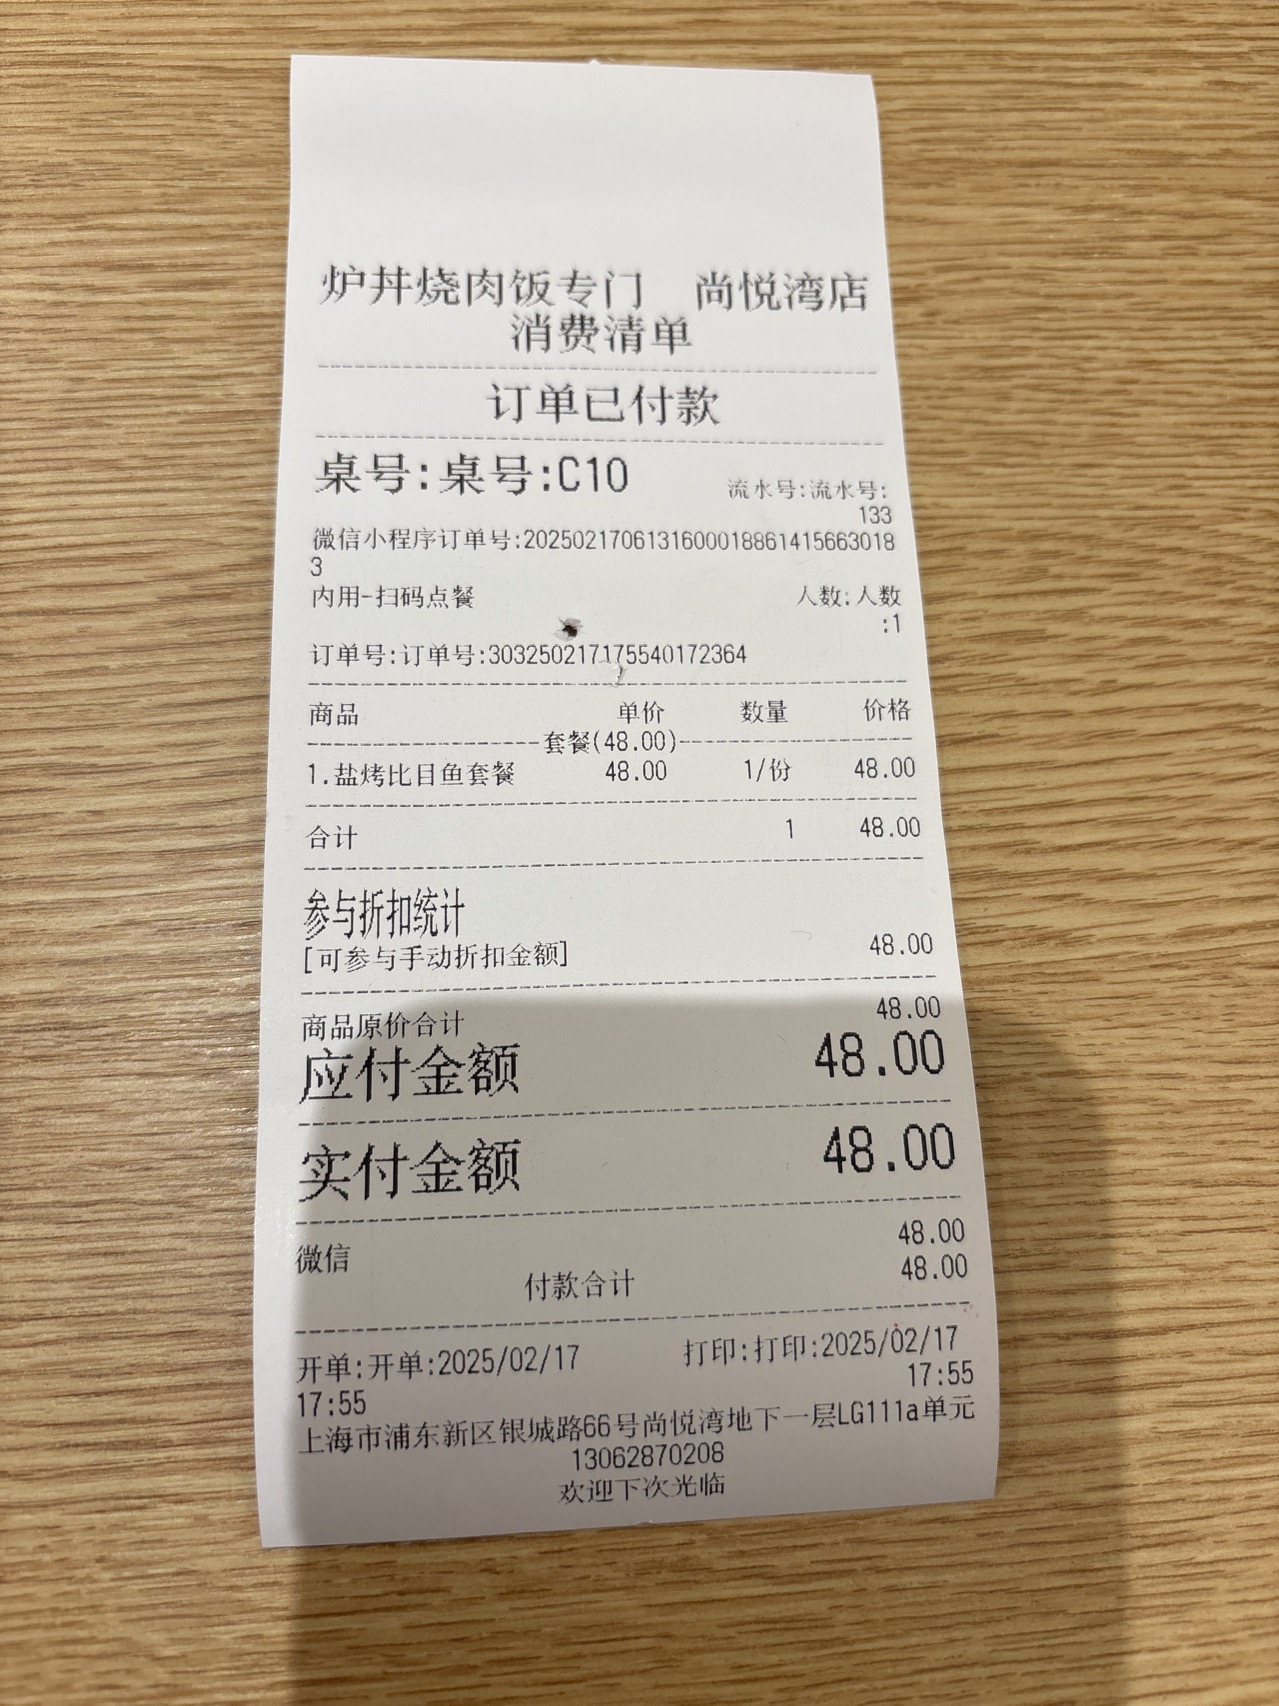 炉丼烧肉饭专门 尚悦湾店
消费清单
订单已付款
桌号:桌号:C10 流水号:流水号:
133
微信小程序订单号:2025021706131600018861415663018
3
内用-扫码点餐 人数:人数
:1
订单号:订单号:303250217175540172364
商品 单价 数量 价格
套餐(48.00)
1.盐烤比目鱼套餐 48.00 1/份 48.00
合计 1 48.00
参与折扣统计
[可参与手动折扣金额] 48.00
商品原价合计 48.00
应付金额 48.00
实付金额 48.00
微信 48.00
付款合计 48.00
开单:开单:2025/02/17 打印:打印:2025/02/17
17:55 17:55
上海市浦东新区银城路66号尚悦湾地下一层LG111a单元
13062870208
欢迎下次光临